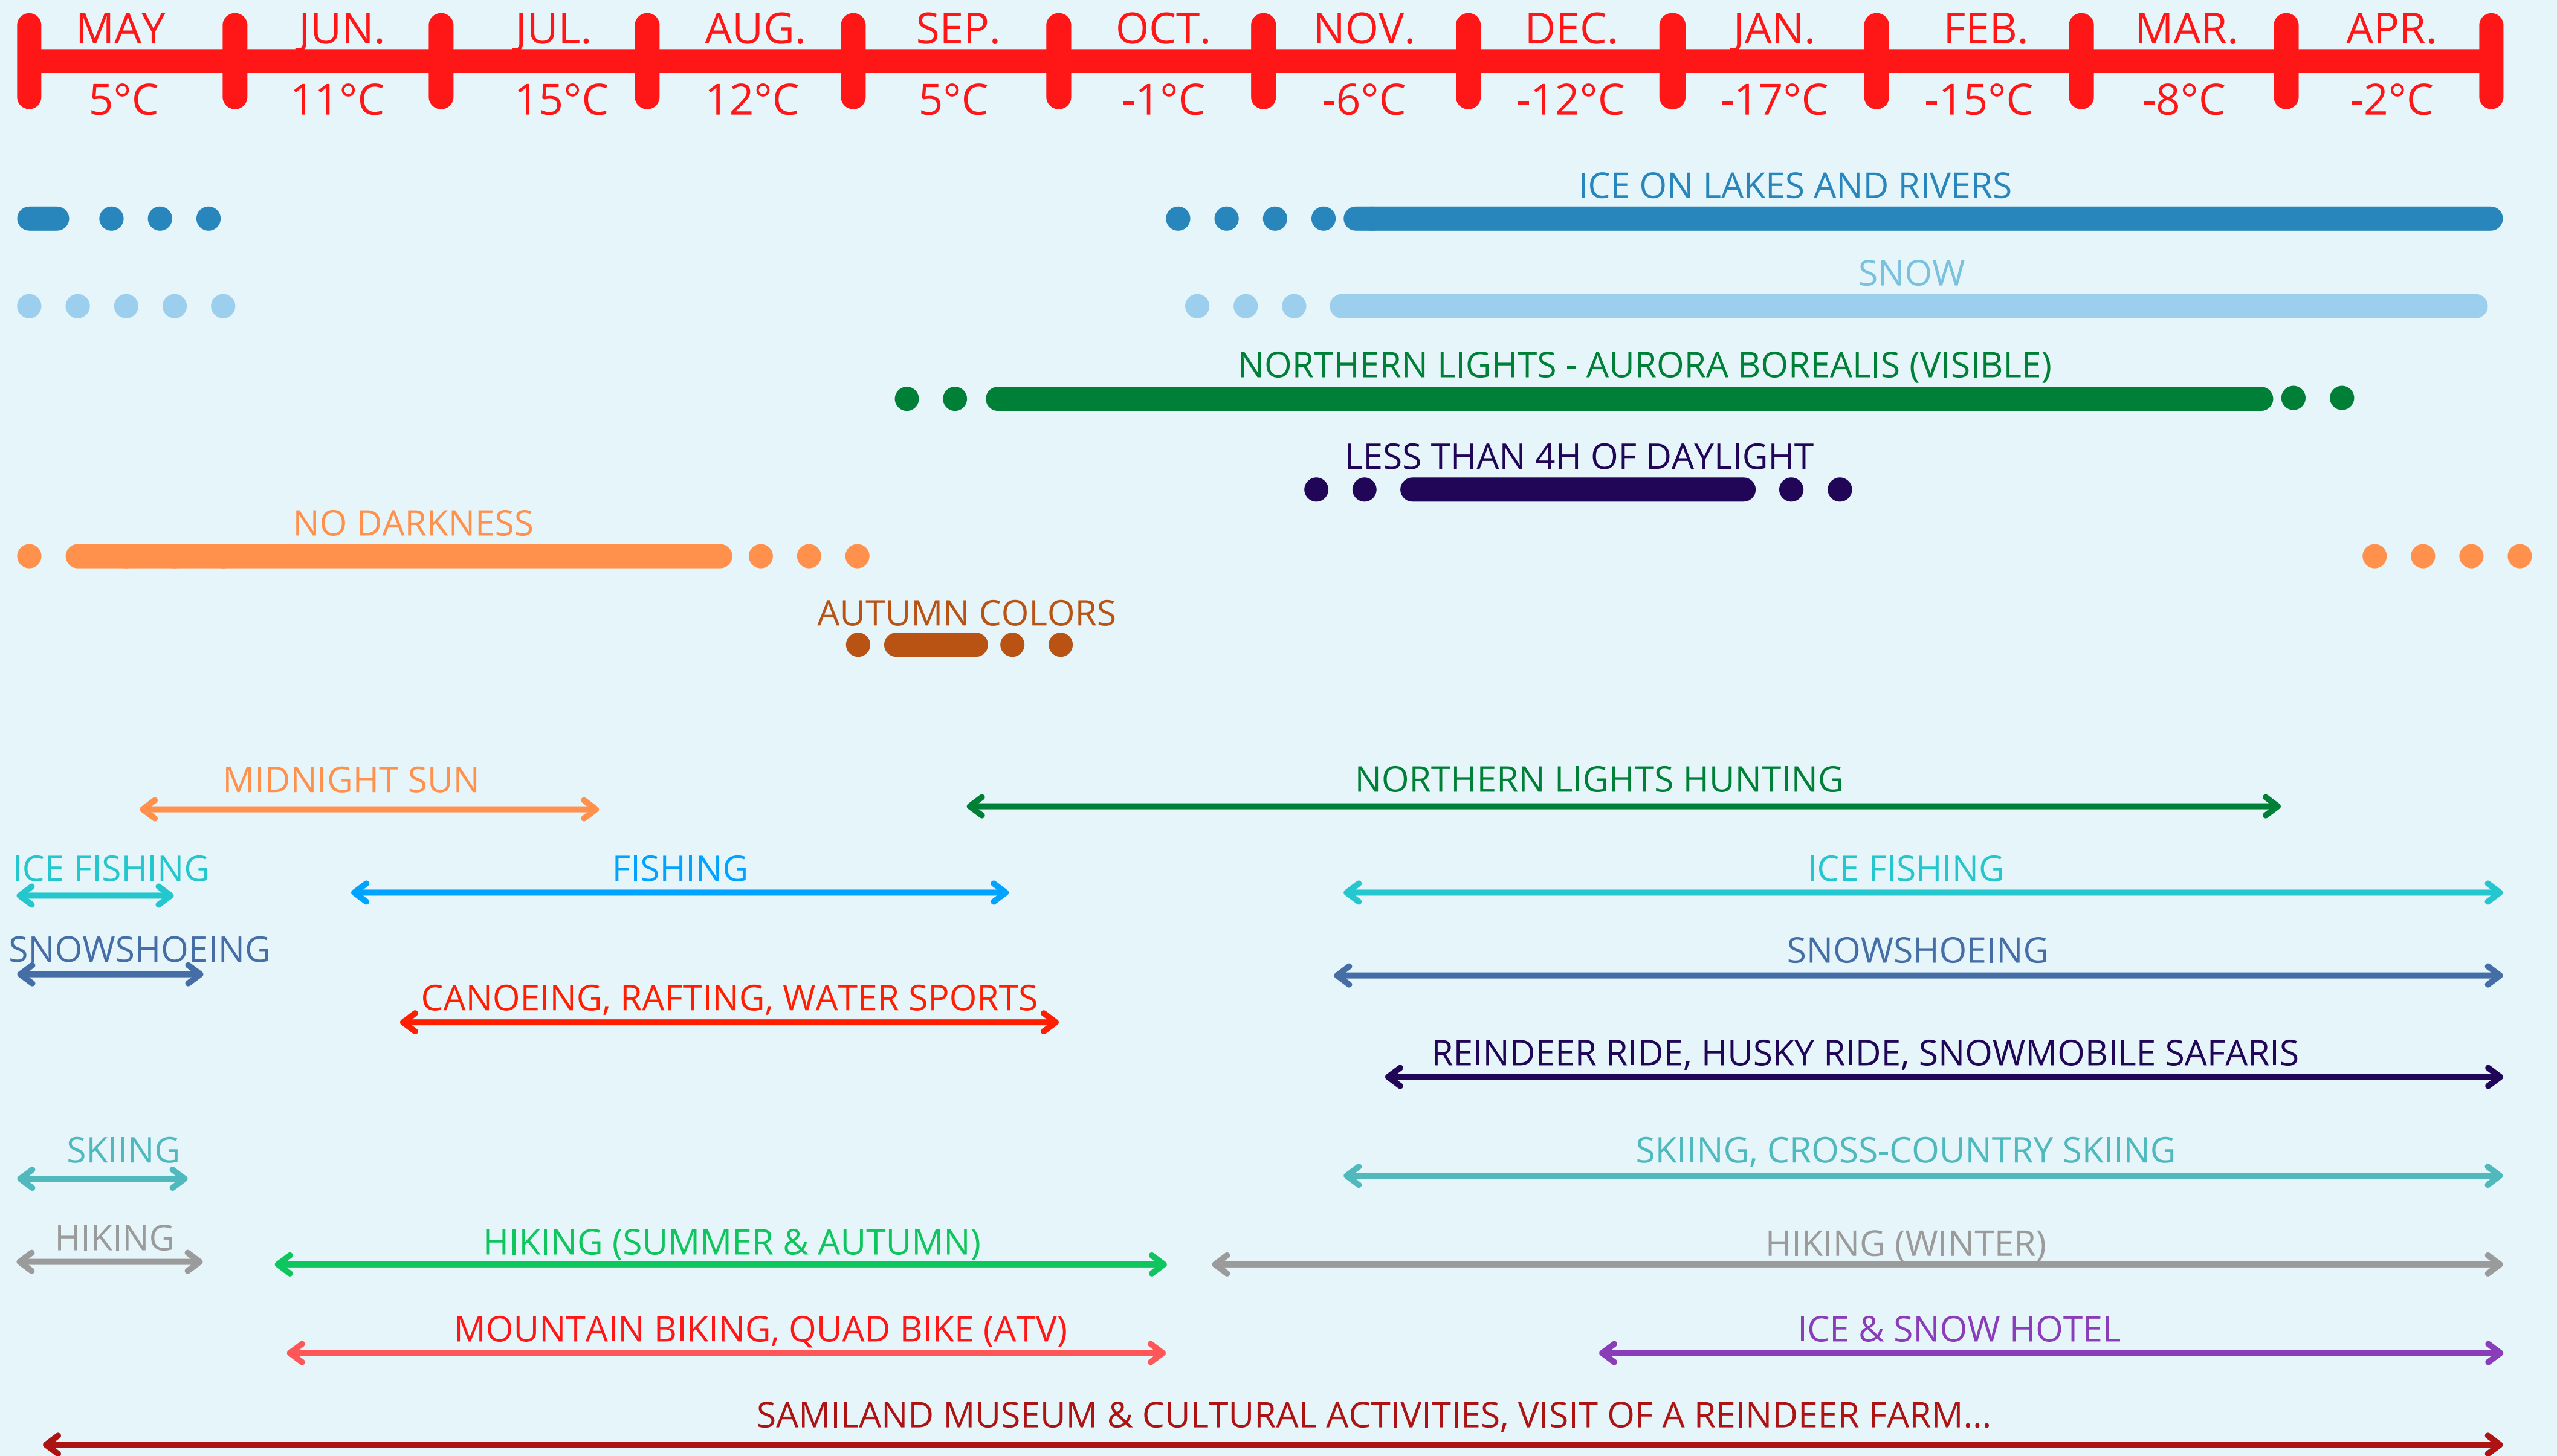 MAY JUN. JUL. AUG. SEP. OCT. NOV. DEC. JAN. FEB. MAR. APR.
5°C 11°C 15°C 12°C 5°C -1°C -6°C -12°C -17°C -15°C -8°C -2°C
ICE ON LAKES AND RIVERS
SNOW
NORTHERN LIGHTS - AURORA BOREALIS (VISIBLE)
LESS THAN 4H OF DAYLIGHT
NO DARKNESS
AUTUMN COLORS
MIDNIGHT SUN
NORTHERN LIGHTS HUNTING
ICE FISHING
FISHING
ICE FISHING
SNOWSHOEING
SNOWSHOEING
CANOEING, RAFTING, WATER SPORTS
REINDEER RIDE, HUSKY RIDE, SNOWMOBILE SAFARIS
SKIING
SKIING, CROSS-COUNTRY SKIING
HIKING
HIKING (SUMMER & AUTUMN)
HIKING (WINTER)
MOUNTAIN BIKING, QUAD BIKE (ATV)
ICE & SNOW HOTEL
SAMILAND MUSEUM & CULTURAL ACTIVITIES, VISIT OF A REINDEER FARM...